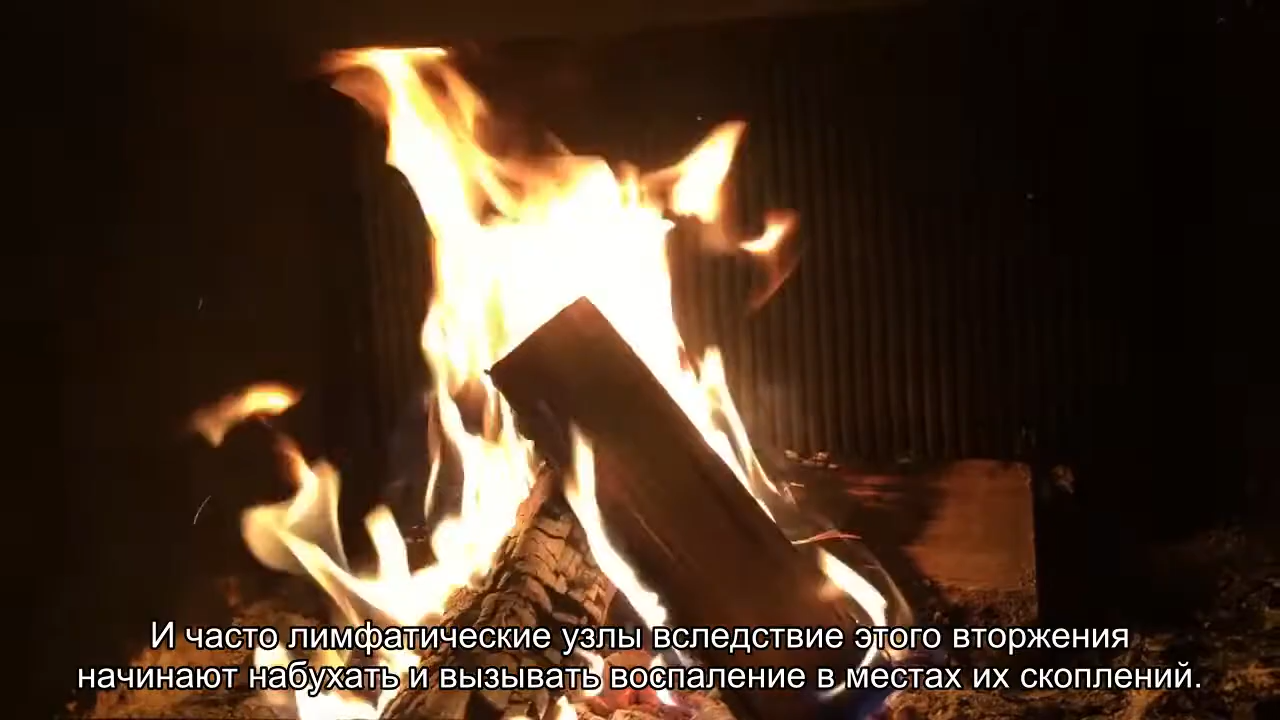 И часто лимфатические узлы вследствие этого вторжения
начинают набухать и вызывать воспаление в местах их скоплений.